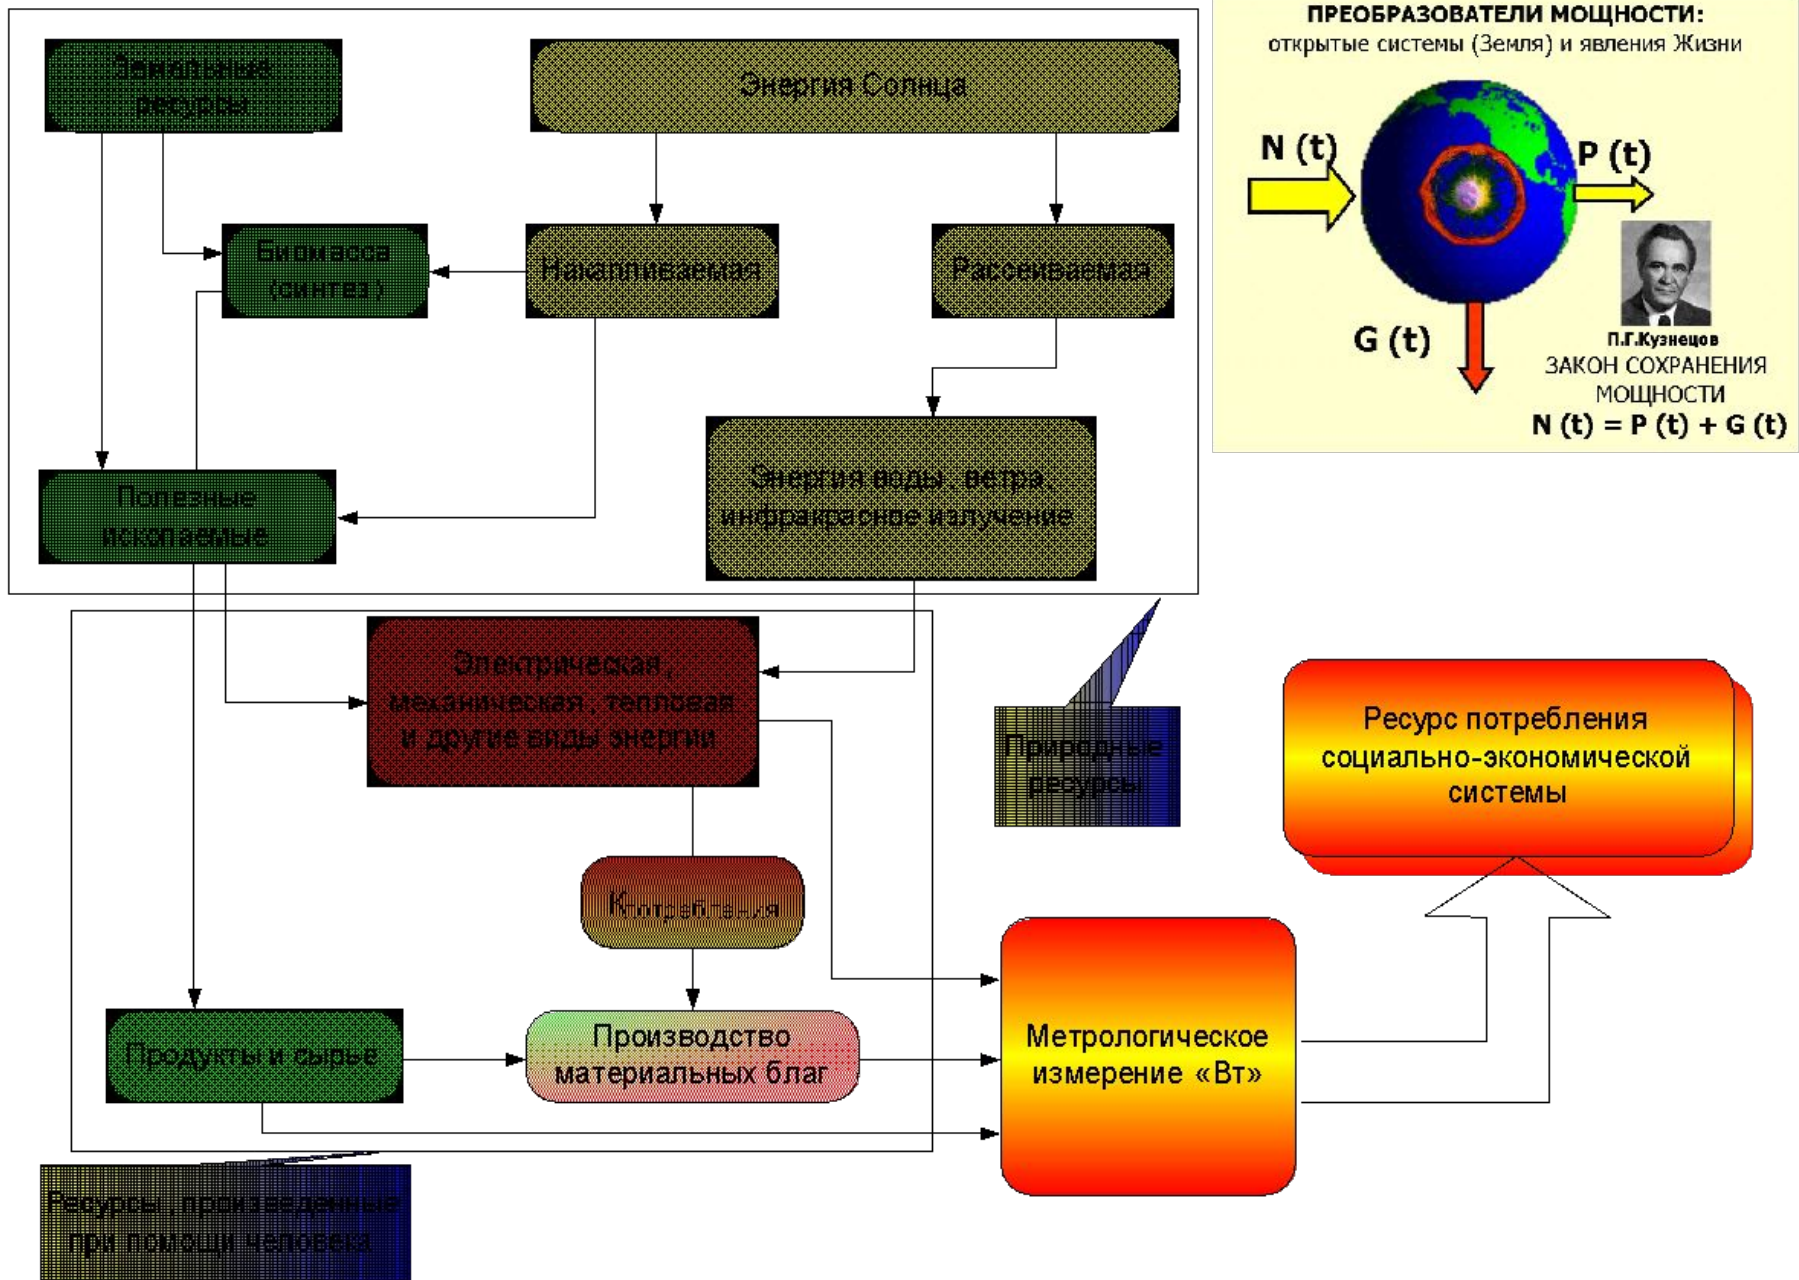 ПРЕОБРАЗОВАТЕЛИ МОЩНОСТИ:
открытые системы (Земля) и явления Жизни
N (t)
P (t)
G (t)
П.Г.Кузнецов
ЗАКОН СОХРАНЕНИЯ
МОЩНОСТИ
N (t) = P (t) + G (t)
Земельные
ресурсы
Энергия Солнца
Биомасса
(синтез)
Накапливаемая
Рассеиваемая
Полезные
ископаемые
Энергия воды, ветра,
инфракрасное излучение
Электрическая,
механическая, тепловая
и другие виды энергии
Природные
ресурсы
Ресурс потребления
социально-экономической
системы
Кпотребления
Продукты и сырье
Производство
материальных благ
Метрологическое
измерение «Вт»
Ресурсы, произведенные
при помощи человека